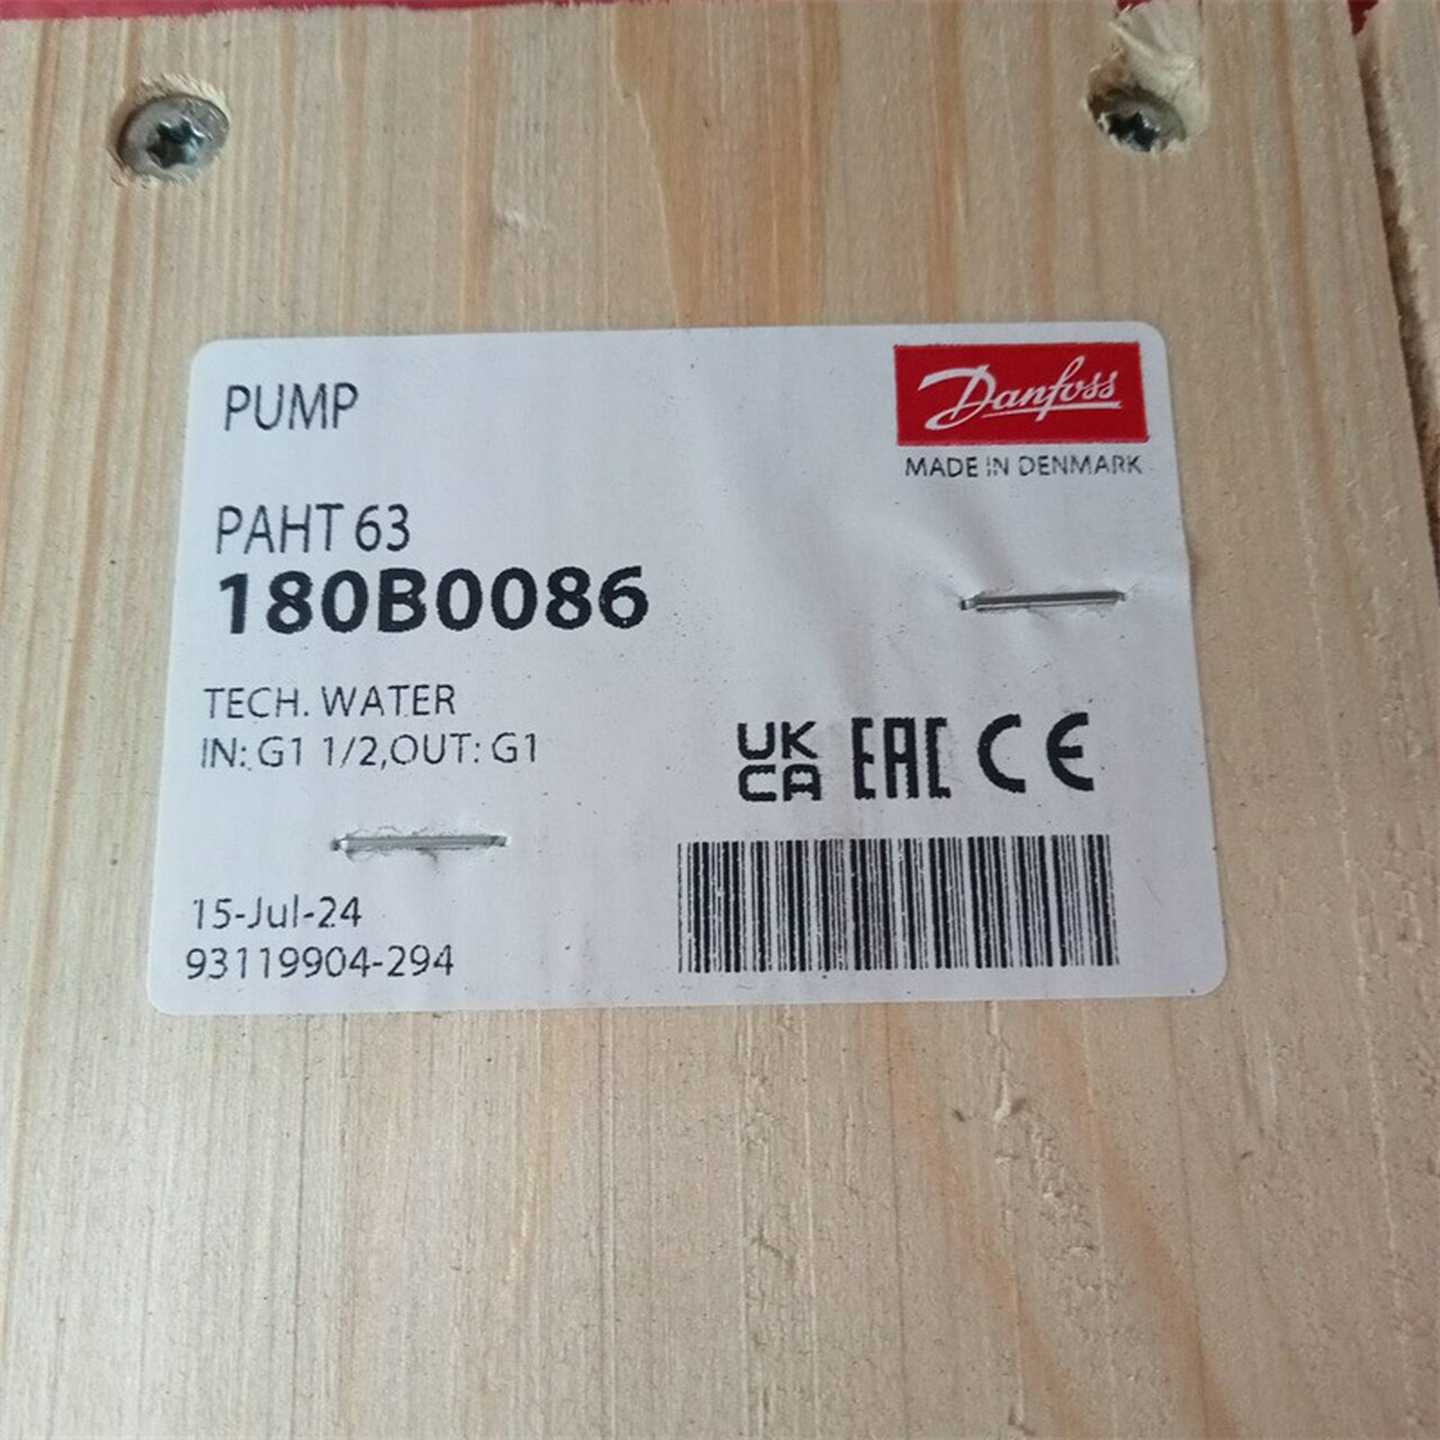 PUMP
Danfoss
MADE IN DENMARK
PAHT 63
180B0086
TECH. WATER
IN: G1 1/2,OUT: G1
UK
CA
EAC
CE
15-Jul-24
93119904-294